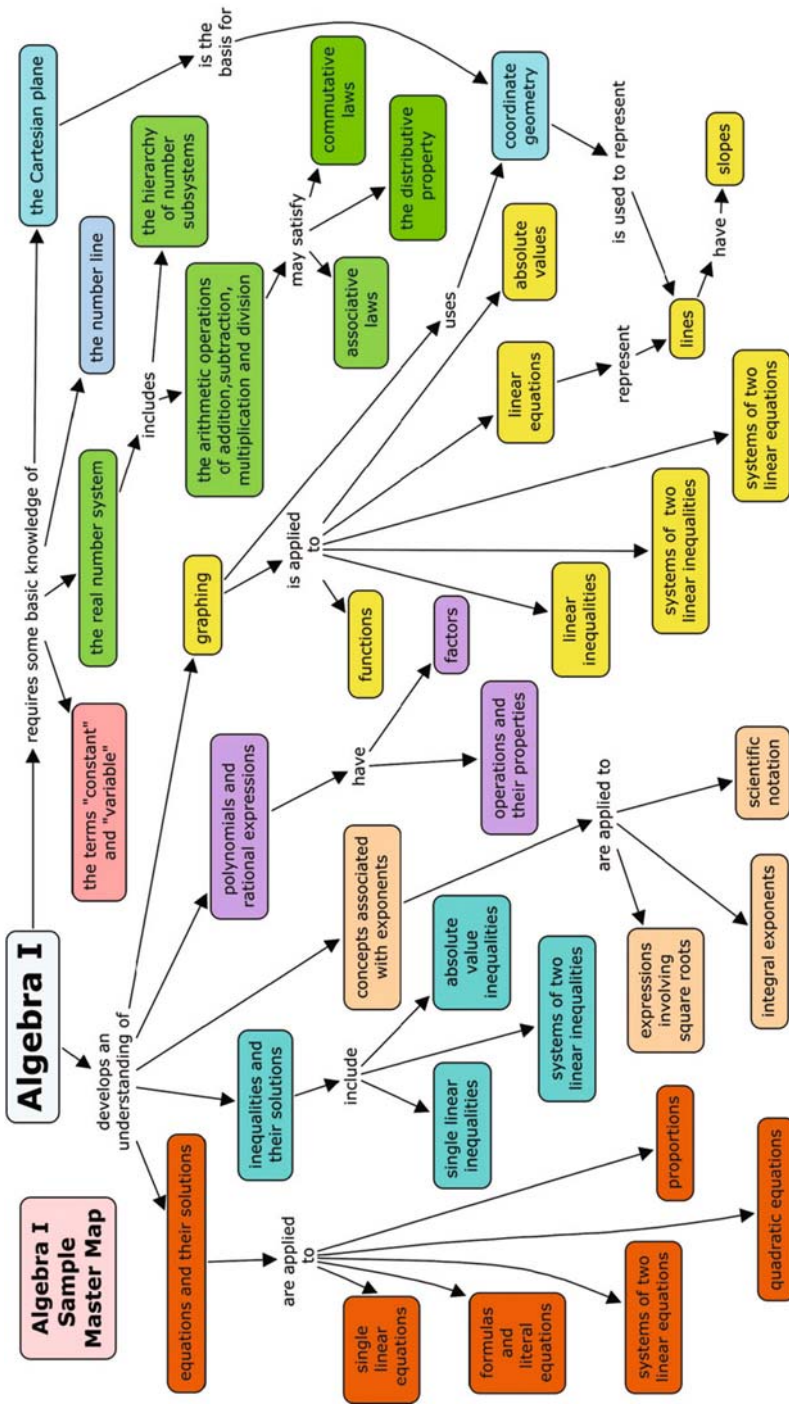 Algebra I
Sample
Master Map
Algebra I
requires some basic knowledge of
the terms "constant"
and "variable"
the real number system
the number line
the Cartesian plane
includes
the hierarchy
of number
subsystems
the arithmetic operations
of addition,subtraction,
multiplication and division
may satisfy
associative
laws
the distributive
property
commutative
laws
is the
basis for
coordinate
geometry
is used to represent
develops an
understanding of
equations and their solutions
are applied
to
single
linear
equations
formulas
and
literal
equations
systems of two
linear equations
quadratic equations
proportions
inequalities and
their solutions
include
single linear
inequalities
systems of two
linear inequalities
absolute
value
inequalities
concepts associated
with exponents
are applied to
expressions
involving
square roots
integral exponents
scientific
notation
polynomials and
rational expressions
have
operations and
their properties
factors
graphing
uses
is applied
to
functions
linear
inequalities
systems of two
linear inequalities
systems of two
linear equations
linear
equations
absolute
values
represent
lines
have
slopes